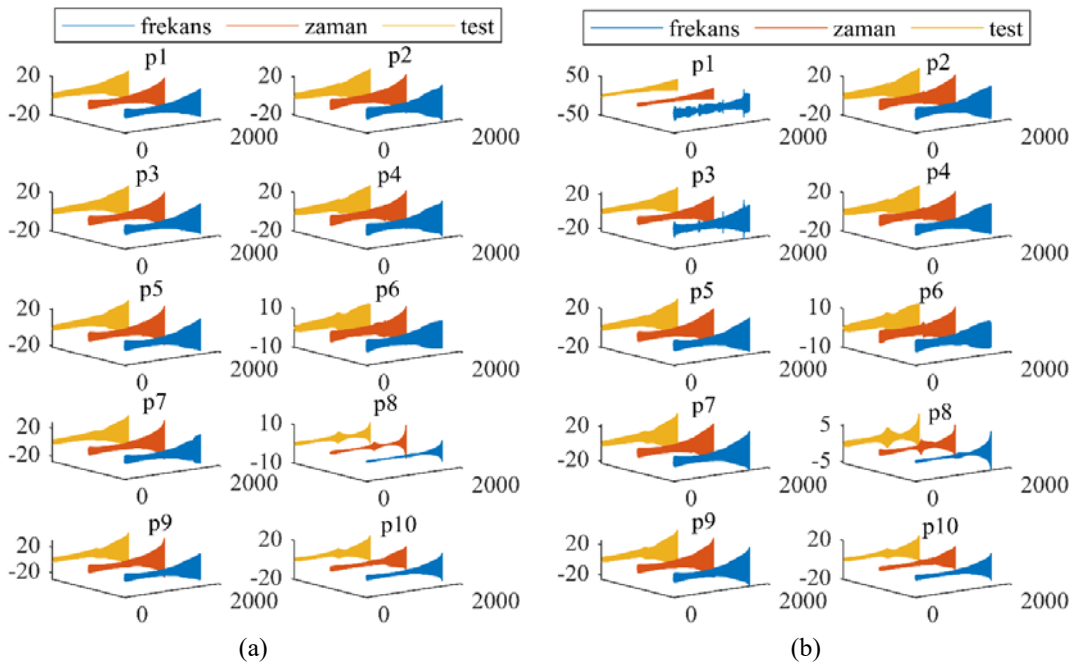 frekans zaman test
p1 p2
20 -20 0 2000 20 -20 0 2000
p3 p4
20 -20 0 2000 20 -20 0 2000
p5 p6
20 -20 0 2000 10 -10 0 2000
p7 p8
20 -20 0 2000 10 -10 0 2000
p9 p10
20 -20 0 2000 20 -20 0 2000
(a)
frekans zaman test
p1 p2
50 -50 0 2000 20 -20 0 2000
p3 p4
20 -20 0 2000 20 -20 0 2000
p5 p6
20 -20 0 2000 10 -10 0 2000
p7 p8
20 -20 0 2000 5 -5 0 2000
p9 p10
20 -20 0 2000 20 -20 0 2000
(b)